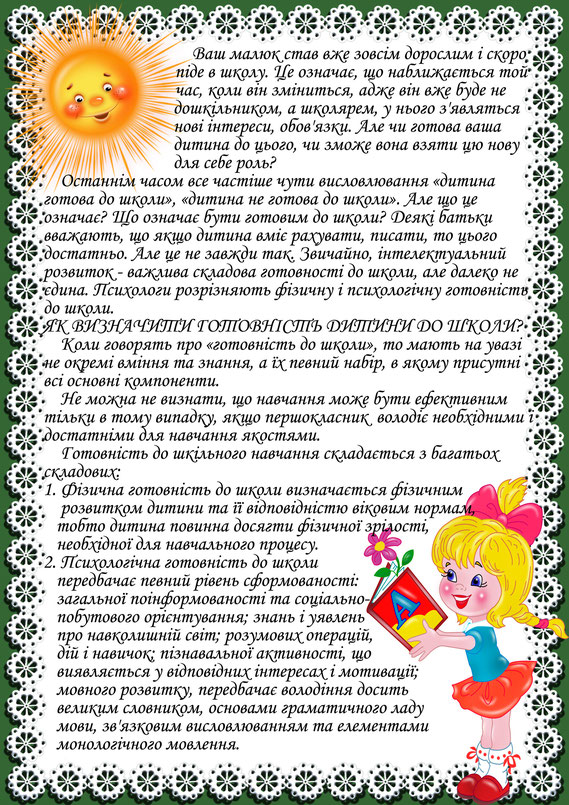 Ваш малюк став вже зовсім дорослим і скоро
піде в школу. Це означає, що наближається той
час, коли він зміниться, адже він вже буде не
дошкільником, а школярем, у нього з'являться
нові інтереси, обов'язки. Але чи готова ваша
дитина до цього, чи зможе вона взяти цю нову
для себе роль?
Останнім часом все частіше чути висловлювання «дитина
готова до школи», «дитина не готова до школи». Але що це
означає? Що означає бути готовим до школи? Деякі батьки
вважають, що якщо дитина вміє рахувати, писати, то цього
достатньо. Але це не завжди так. Звичайно, інтелектуальний
розвиток - важлива складова готовності до школи, але далеко не
єдина. Психологи розрізняють фізичну і психологічну готовність
до школи.
ЯК ВИЗНАЧИТИ ГОТОВНІСТЬ ДИТИНИ ДО ШКОЛИ?
Коли говорять про «готовність до школи», то мають на увазі
не окремі вміння та знання, а їх певний набір, в якому присутні
всі основні компоненти.
Не можна не визнати, що навчання може бути ефективним
тільки в тому випадку, якщо першокласник володіє необхідними і
достатніми для навчання якостями.
Готовність до шкільного навчання складається з багатьох
складових:
1. Фізична готовність до школи визначається фізичним
розвитком дитини та її відповідністю віковим нормам,
тобто дитина повинна досягти фізичної зрілості,
необхідної для навчального процесу.
2. Психологічна готовність до школи
передбачає певний рівень сформованості:
загальної поінформованості та соціально-
побутового орієнтування; знань і уявлень
про навколишній світ; розумових операцій,
дій і навичок; пізнавальної активності, що
виявляється у відповідних інтересах і мотивації;
мовного розвитку, передбачає володіння досить
великим словником, основами граматичного ладу
мови, зв'язковим висловлюванням та елементами
монологічного мовлення.
А